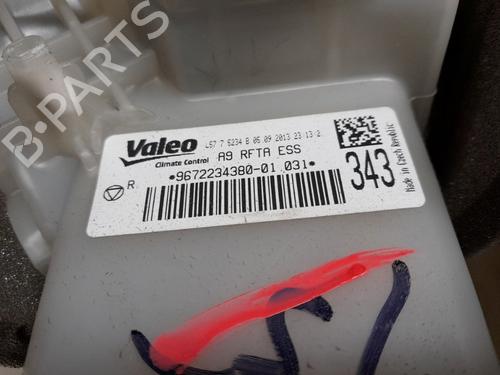 B-PARTS
Valeo
Climate Control
L57 7 5234 B 05.09 2013 23:13:2
A9 RFTA ESS
R.
•9672234380-01 031•
343
Made in Czech Republic